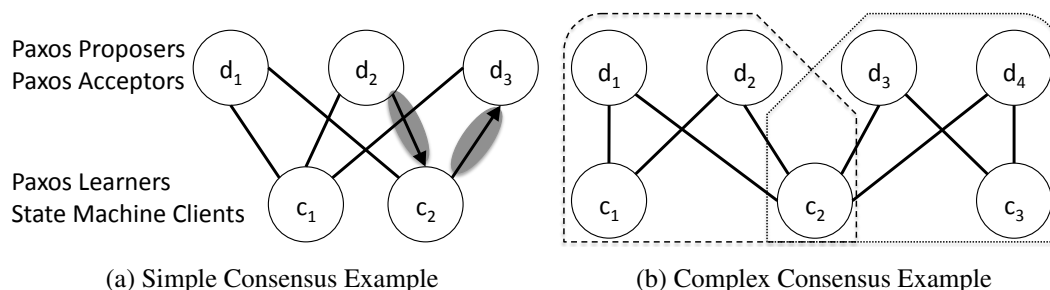 Paxos Proposers
Paxos Acceptors
d₁ d₂ d₃
Paxos Learners
State Machine Clients
c₁ c₂
(a) Simple Consensus Example
d₁ d₂ d₃ d₄
c₁ c₂ c₃
(b) Complex Consensus Example